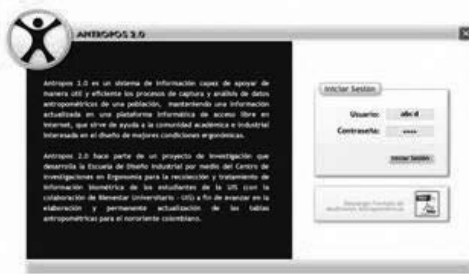 ANTROPOS 2.0
Antropos 2.0 es un sistema de información capaz de apoyar de
manera útil y eficiente los procesos de captura y análisis de datos
antropométricos de una población, manteniendo una información
actualizada en una plataforma informática de acceso libre en
internet, que sirve de ayuda a la comunidad académica e industrial
interesada en el diseño de mejores condiciones ergonómicas.
Antropos 2.0 hace parte de un proyecto de investigación que
desarrolla la Escuela de Diseño Industrial por medio del Centro de
Investigaciones en Ergonomía para la recolección y tratamiento de
información biométrica de los estudiantes de la UIS (con la
colaboración de Bienestar Universitario - UIS) a fin de avanzar en la
elaboración y permanente actualización de las tablas
antropométricas para el nororiente colombiano.
Iniciar Sesión
Usuario: abcd
Contraseña: ••••
Iniciar Sesión
Descargar Formato de
Mediciones Antropométricas